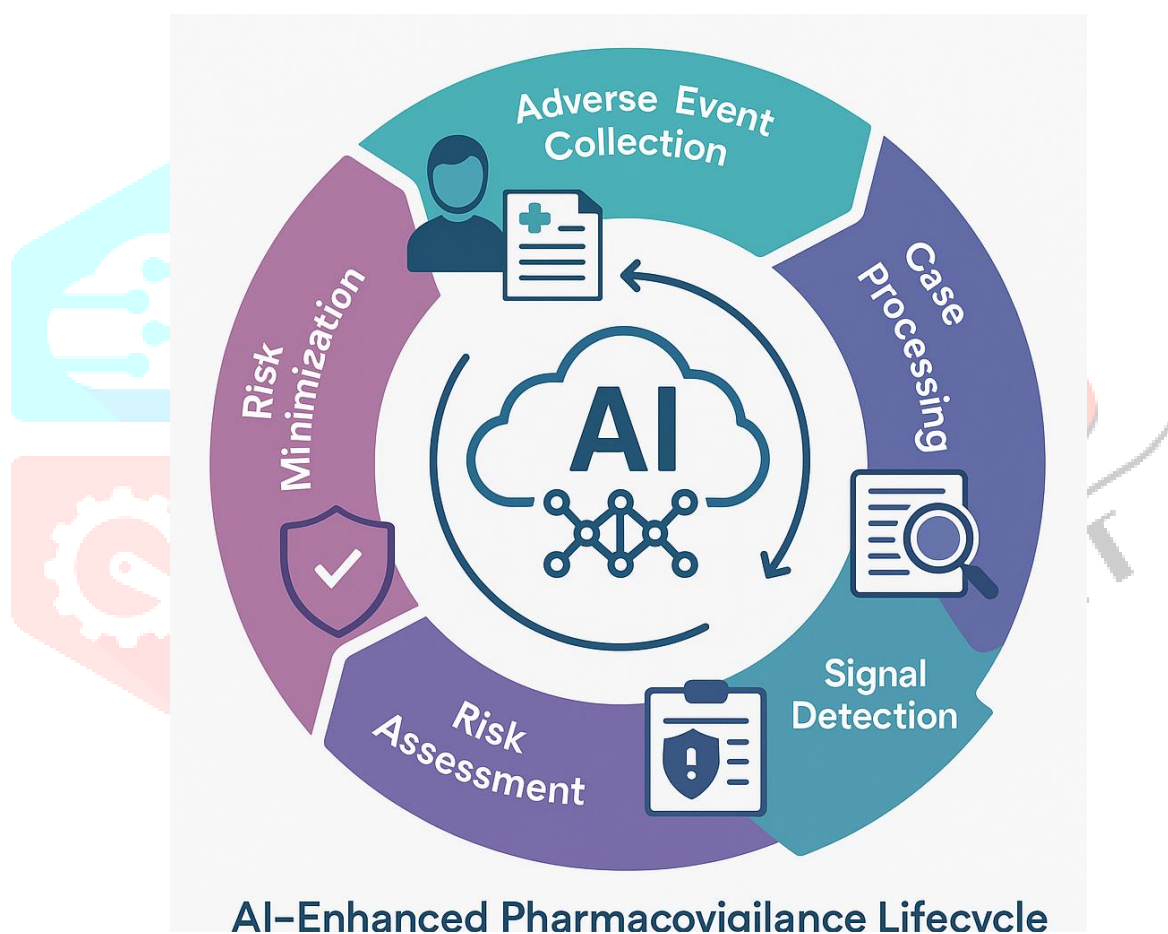 Adverse Event
Collection
Case
Processing
Signal
Detection
Risk
Assessment
Risk
Minimization
AI
AI-Enhanced Pharmacovigilance Lifecycle